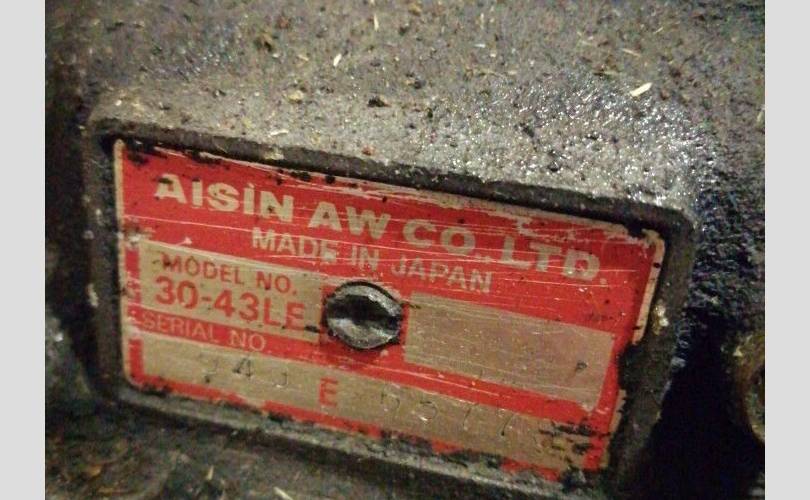 AISIN AW CO., LTD.
MADE IN JAPAN
MODEL NO.
30-43LE
SERIAL NO.
E